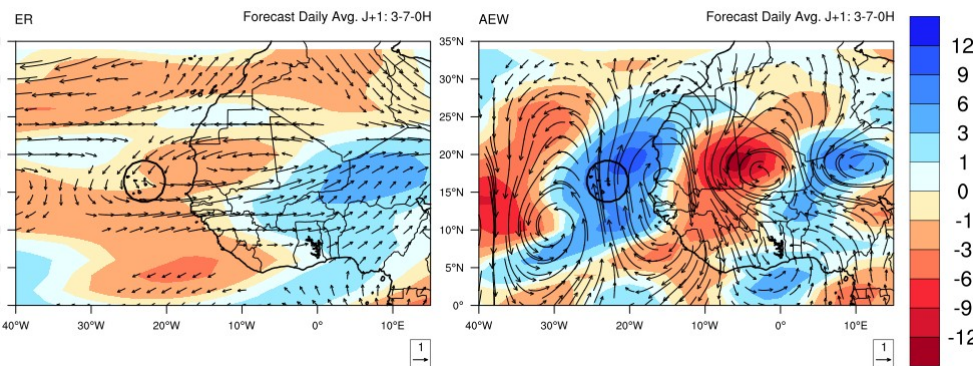 ER
Forecast Daily Avg. J+1: 3-7-0H
AEW
Forecast Daily Avg. J+1: 3-7-0H
35°N
30°N
25°N
20°N
15°N
10°N
5°N
0°
40°W 30°W 20°W 10°W 0° 10°E
40°W 30°W 20°W 10°W 0° 10°E
1
1
12
9
6
3
1
0
-1
-3
-6
-9
-12